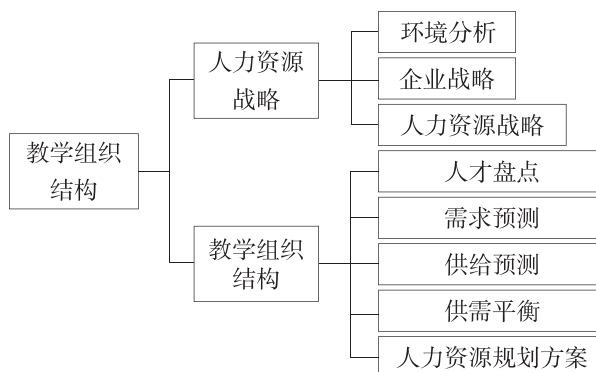 教学组织
结构
人力资源
战略
环境分析
企业战略
人力资源战略
教学组织
结构
人才盘点
需求预测
供给预测
供需平衡
人力资源规划方案